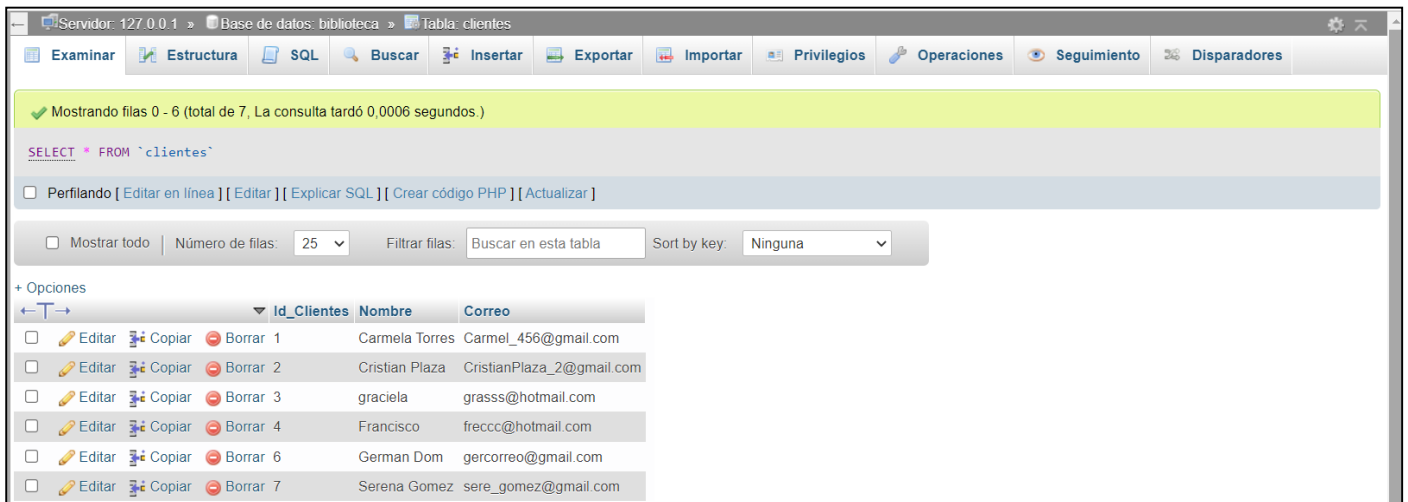 Servidor: 127.0.0.1 » Base de datos: biblioteca » Tabla: clientes
Examinar Estructura SQL Buscar Insertar Exportar Importar Privilegios Operaciones Seguimiento Disparadores
Mostrando filas 0 - 6 (total de 7, La consulta tardó 0,0006 segundos.)
SELECT * FROM `clientes`
Perfilando [ Editar en línea ] [ Editar ] [ Explicar SQL ] [ Crear código PHP ] [ Actualizar ]
Mostrar todo | Número de filas: 25 Filtrar filas: Buscar en esta tabla Sort by key: Ninguna
+ Opciones
←T→ Id_Clientes Nombre Correo
Editar Copiar Borrar 1 Carmela Torres Carmel_456@gmail.com
Editar Copiar Borrar 2 Cristian Plaza CristianPlaza_2@gmail.com
Editar Copiar Borrar 3 graciela grasss@hotmail.com
Editar Copiar Borrar 4 Francisco freccc@hotmail.com
Editar Copiar Borrar 6 German Dom gercorreo@gmail.com
Editar Copiar Borrar 7 Serena Gomez sere_gomez@gmail.com